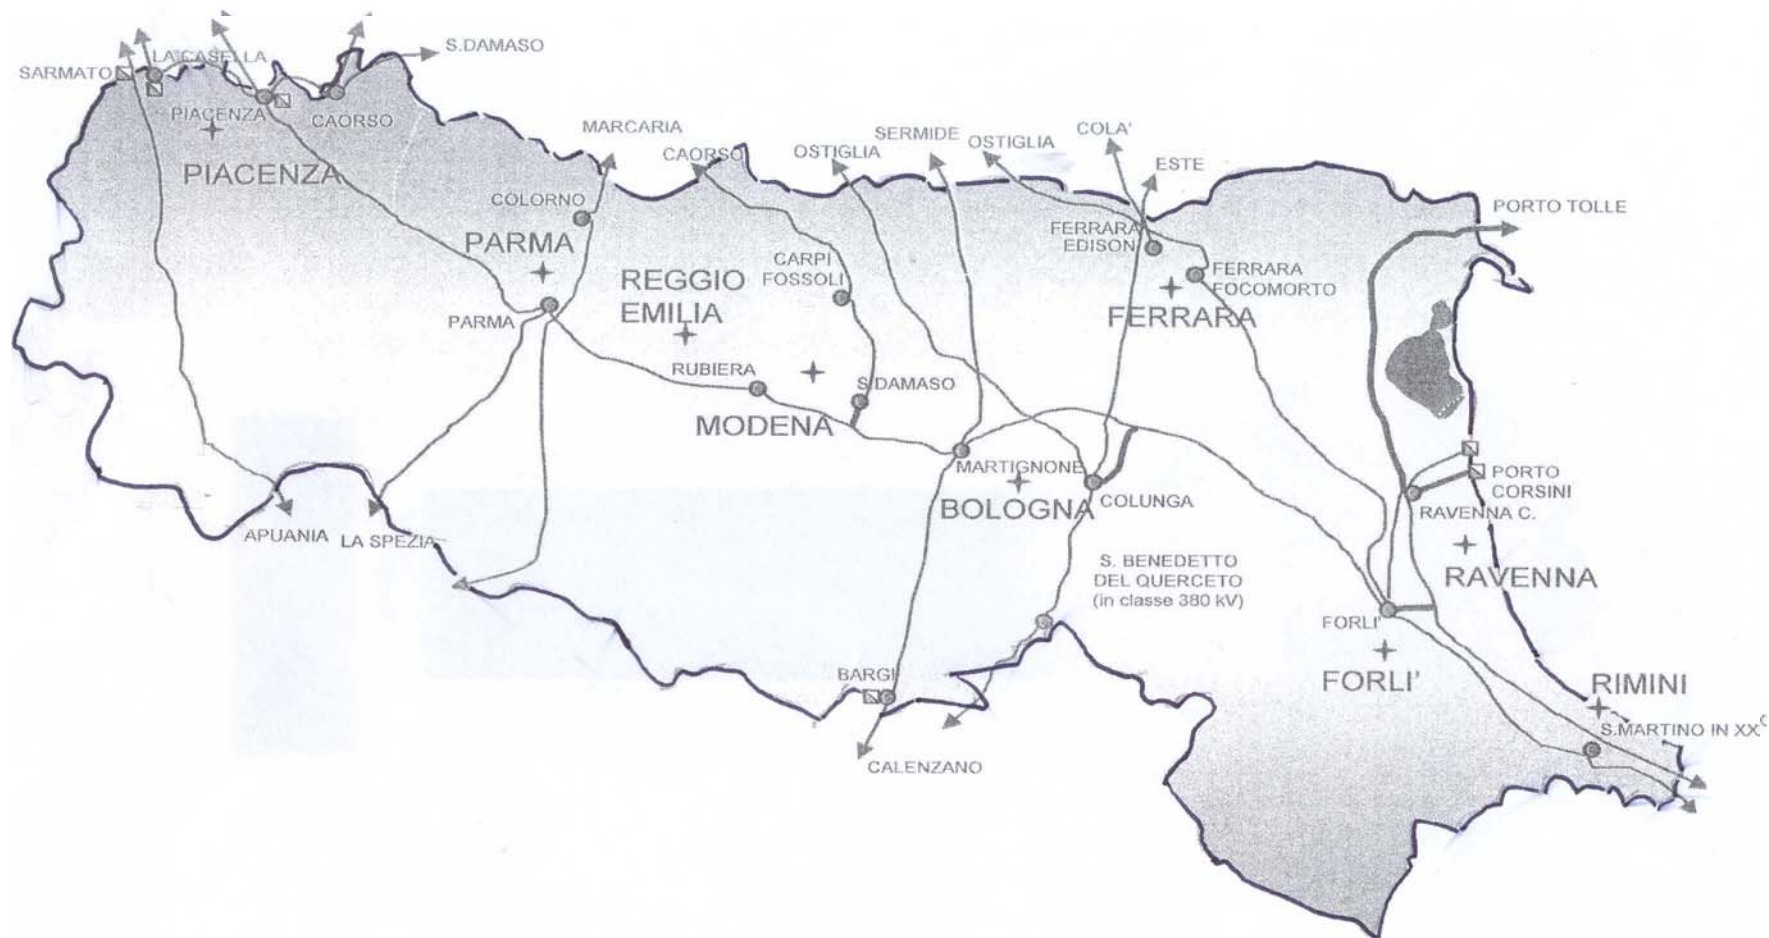 S.DAMASO
LA CASELLA
SARMATO
PIACENZA
CAORSO
PIACENZA
MARCARIA
CAORSO
OSTIGLIA
SERMIDE
OSTIGLIA
COLA'
ESTE
COLORNO
PARMA
PORTO TOLLE
FERRARA
EDISON
CARPI
FOSSOLI
REGGIO
EMILIA
FERRARA
FOCOMORTO
FERRARA
PARMA
RUBIERA
S.DAMASO
MODENA
MARTIGNONE
BOLOGNA
COLUNGA
PORTO
CORSINI
RAVENNA C.
APUANIA
LA SPEZIA
S. BENEDETTO
DEL QUERCETO
(in classe 380 kV)
RAVENNA
FORLI'
FORLI'
BARGI
RIMINI
S.MARTINO IN XX
CALENZANO